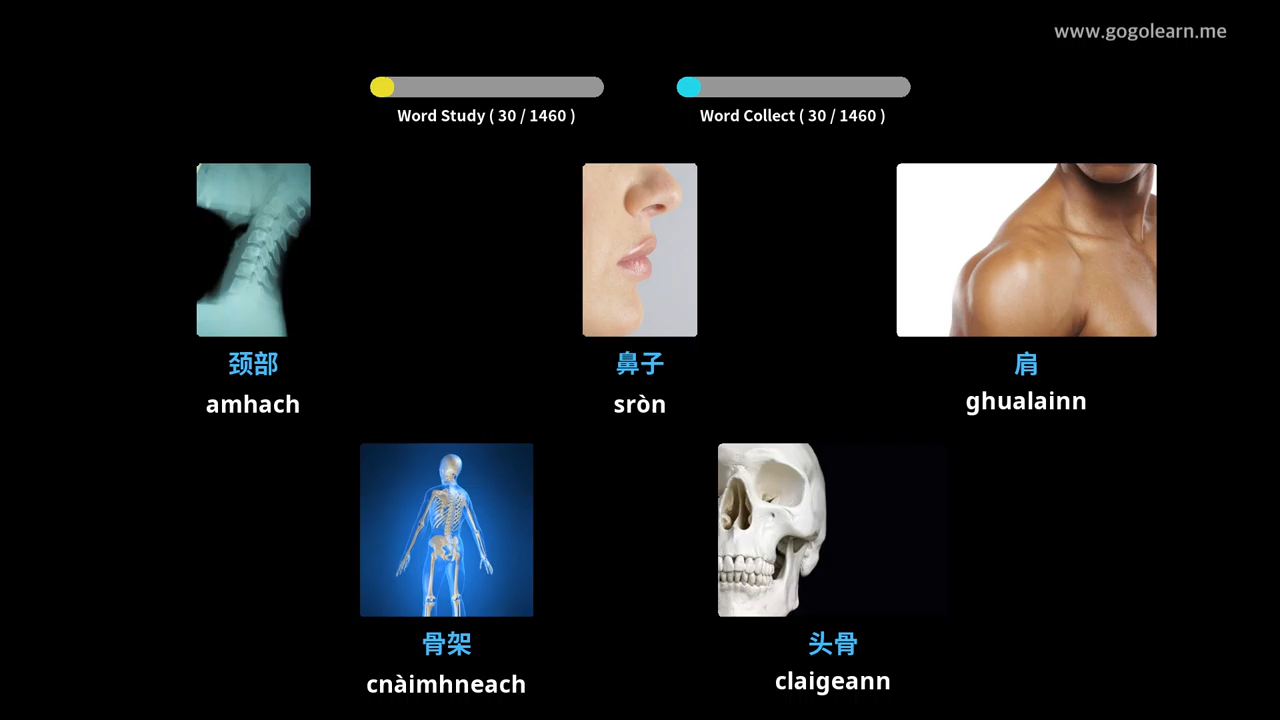 www.gogolearn.me
Word Study ( 30 / 1460 )
Word Collect ( 30 / 1460 )
颈部
amhach
鼻子
sròn
肩
ghualainn
骨架
cnàimhneach
头骨
claigeann